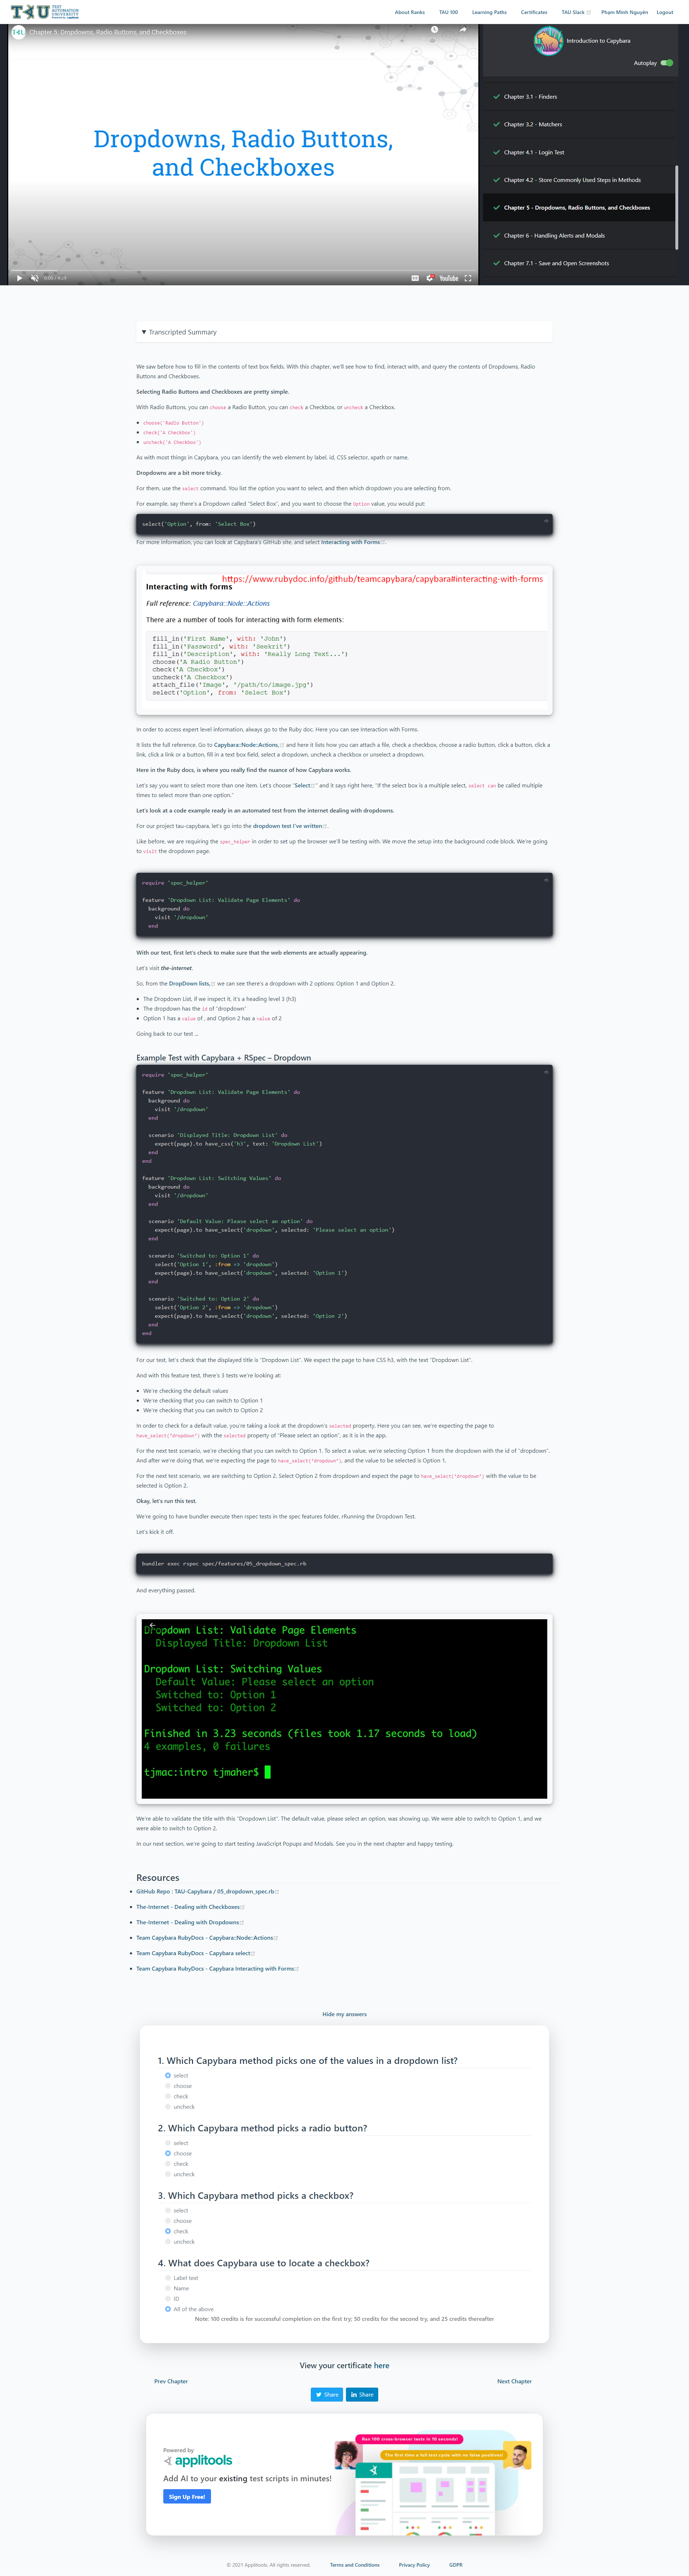 TAU TEST AUTOMATION UNIVERSITY
About Ranks TAU 100 Learning Paths Certificates TAU Slack Phạm Minh Nguyên Logout
Chapter 5: Dropdowns, Radio Buttons, and Checkboxes
Dropdowns, Radio Buttons,
and Checkboxes
YouTube
Introduction to Capybara
Autoplay
Chapter 3.1 - Finders
Chapter 3.2 - Matchers
Chapter 4.1 - Login Test
Chapter 4.2 - Store Commonly Used Steps in Methods
Chapter 5 - Dropdowns, Radio Buttons, and Checkboxes
Chapter 6 - Handling Alerts and Modals
Chapter 7.1 - Save and Open Screenshots
▼ Transcripted Summary
We saw before how to fill in the contents of text box fields. With this chapter, we'll see how to find, interact with, and query the contents of Dropdowns, Radio
Buttons and Checkboxes.
Selecting Radio Buttons and Checkboxes are pretty simple.
With Radio Buttons, you can choose a Radio Button, you can check a Checkbox, or uncheck a Checkbox.
• choose('Radio Button')
• check('A Checkbox')
• uncheck('A Checkbox')
As with most things in Capybara, you can identify the web element by label, id, CSS selector, xpath or name.
Dropdowns are a bit more tricky.
For them, use the select command. You list the option you want to select, and then which dropdown you are selecting from.
For example, say there's a Dropdown called "Select Box", and you want to choose the Option value, you would put:
select('Option', from: 'Select Box')
For more information, you can look at Capybara's GitHub site, and select Interacting with Forms.
https://www.rubydoc.info/github/teamcapybara/capybara#interacting-with-forms
Interacting with forms
Full reference: Capybara::Node::Actions
There are a number of tools for interacting with form elements:
fill_in('First Name', with: 'John')
fill_in('Password', with: 'Seekrit')
fill_in('Description', with: 'Really Long Text...')
choose('A Radio Button')
check('A Checkbox')
uncheck('A Checkbox')
attach_file('Image', '/path/to/image.jpg')
select('Option', from: 'Select Box')
In order to access expert level information, always go to the Ruby doc. Here you can see Interaction with Forms.
It lists the full reference. Go to Capybara::Node::Actions, and here it lists how you can attach a file, check a checkbox, choose a radio button, click a button, click a
link, click a link or a button, fill in a text box field, select a dropdown, uncheck a checkbox or unselect a dropdown.
Here in the Ruby docs, is where you really find the nuance of how Capybara works.
Let's say you want to select more than one item. Let's choose "Select" and it says right here, "If the select box is a multiple select, select can be called multiple
times to select more than one option."
Let's look at a code example ready in an automated test from the internet dealing with dropdowns.
For our project tau-capybara, let's go into the dropdown test I've written.
Like before, we are requiring the spec_helper in order to set up the browser we'll be testing with. We move the setup into the background code block. We're going
to visit the dropdown page.
require "spec_helper"
feature "Dropdown List: Validate Page Elements" do
background do
visit '/dropdown'
end
With our test, first let's check to make sure that the web elements are actually appearing.
Let's visit the-internet.
So, from the DropDown lists, we can see there's a dropdown with 2 options: Option 1 and Option 2.
• The Dropdown List, if we inspect it, it's a heading level 3 (h3)
• The dropdown has the id of "dropdown"
• Option 1 has a value of , and Option 2 has a value of 2
Going back to our test ...
Example Test with Capybara + RSpec – Dropdown
require 'spec_helper'
feature "Dropdown List: Validate Page Elements" do
background do
visit '/dropdown'
end
scenario 'Displayed Title: Dropdown List' do
expect(page).to have_css('h3', text: 'Dropdown List')
end
end
feature "Dropdown List: Switching Values" do
background do
visit '/dropdown'
end
scenario 'Default Value: Please select an option' do
expect(page).to have_select('dropdown', selected: 'Please select an option')
end
scenario 'Switched to: Option 1' do
select('Option 1', :from => 'dropdown')
expect(page).to have_select('dropdown', selected: 'Option 1')
end
scenario 'Switched to: Option 2' do
select('Option 2', :from => 'dropdown')
expect(page).to have_select('dropdown', selected: 'Option 2')
end
end
For our test, let's check that the displayed title is "Dropdown List". We expect the page to have CSS h3, with the text "Dropdown List".
And with this feature test, there's 3 tests we're looking at:
• We're checking the default values
• We're checking that you can switch to Option 1
• We're checking that you can switch to Option 2
In order to check for a default value, you're taking a look at the dropdown's selected property. Here you can see, we're expecting the page to
have_select("dropdown") with the selected property of "Please select an option", as it is in the app.
For the next test scenario, we're checking that you can switch to Option 1. To select a value, we're selecting Option 1 from the dropdown with the id of "dropdown".
And after we're doing that, we're expecting the page to have_select("dropdown"), and the value to be selected is Option 1.
For the next test scenario, we are switching to Option 2. Select Option 2 from dropdown and expect the page to have_select("dropdown") with the value to be
selected is Option 2.
Okay, let's run this test.
We're going to have bundler execute then rspec tests in the spec features folder, rRunning the Dropdown Test.
Let's kick it off.
bundler exec rspec spec/features/05_dropdown_spec.rb
And everything passed.
Dropdown List: Validate Page Elements
Displayed Title: Dropdown List
Dropdown List: Switching Values
Default Value: Please select an option
Switched to: Option 1
Switched to: Option 2
Finished in 3.23 seconds (files took 1.17 seconds to load)
4 examples, 0 failures
tjmac:intro tjmaher$
We're able to validate the title with this "Dropdown List". The default value, please select an option, was showing up. We were able to switch to Option 1, and we
were able to switch to Option 2.
In our next section, we're going to start testing JavaScript Popups and Modals. See you in the next chapter and happy testing.
Resources
• GitHub Repo : TAU-Capybara / 05_dropdown_spec.rb
• The-Internet - Dealing with Checkboxes
• The-Internet - Dealing with Dropdowns
• Team Capybara RubyDocs - Capybara::Node::Actions
• Team Capybara RubyDocs - Capybara select
• Team Capybara RubyDocs - Capybara Interacting with Forms
Hide my answers
1. Which Capybara method picks one of the values in a dropdown list?
select
choose
check
uncheck
2. Which Capybara method picks a radio button?
select
choose
check
uncheck
3. Which Capybara method picks a checkbox?
select
choose
check
uncheck
4. What does Capybara use to locate a checkbox?
Label text
Name
ID
All of the above
Note: 100 credits is for successful completion on the first try; 50 credits for the second try, and 25 credits thereafter
View your certificate here
Prev Chapter Next Chapter
Share Share
Powered by
applitools
Add AI to your existing test scripts in minutes!
Sign Up Free!
Ran 100 cross-browser tests in 10 seconds!
The first time a full test cycle with no false positives!
© 2021 Applitools. All rights reserved. Terms and Conditions Privacy Policy GDPR